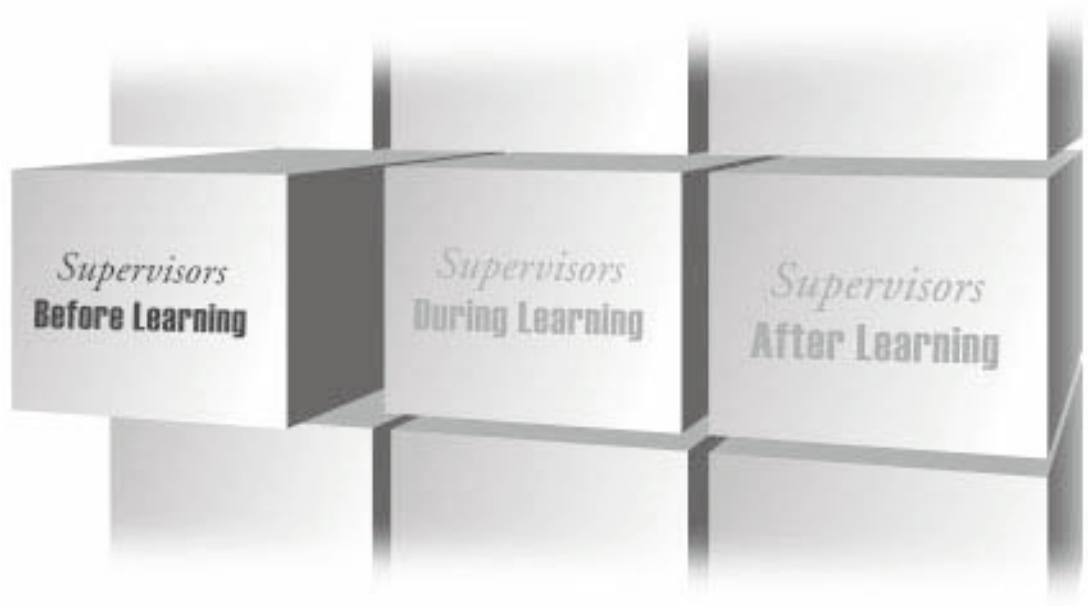 Supervisors
Before Learning
Supervisors
During Learning
Supervisors
After Learning